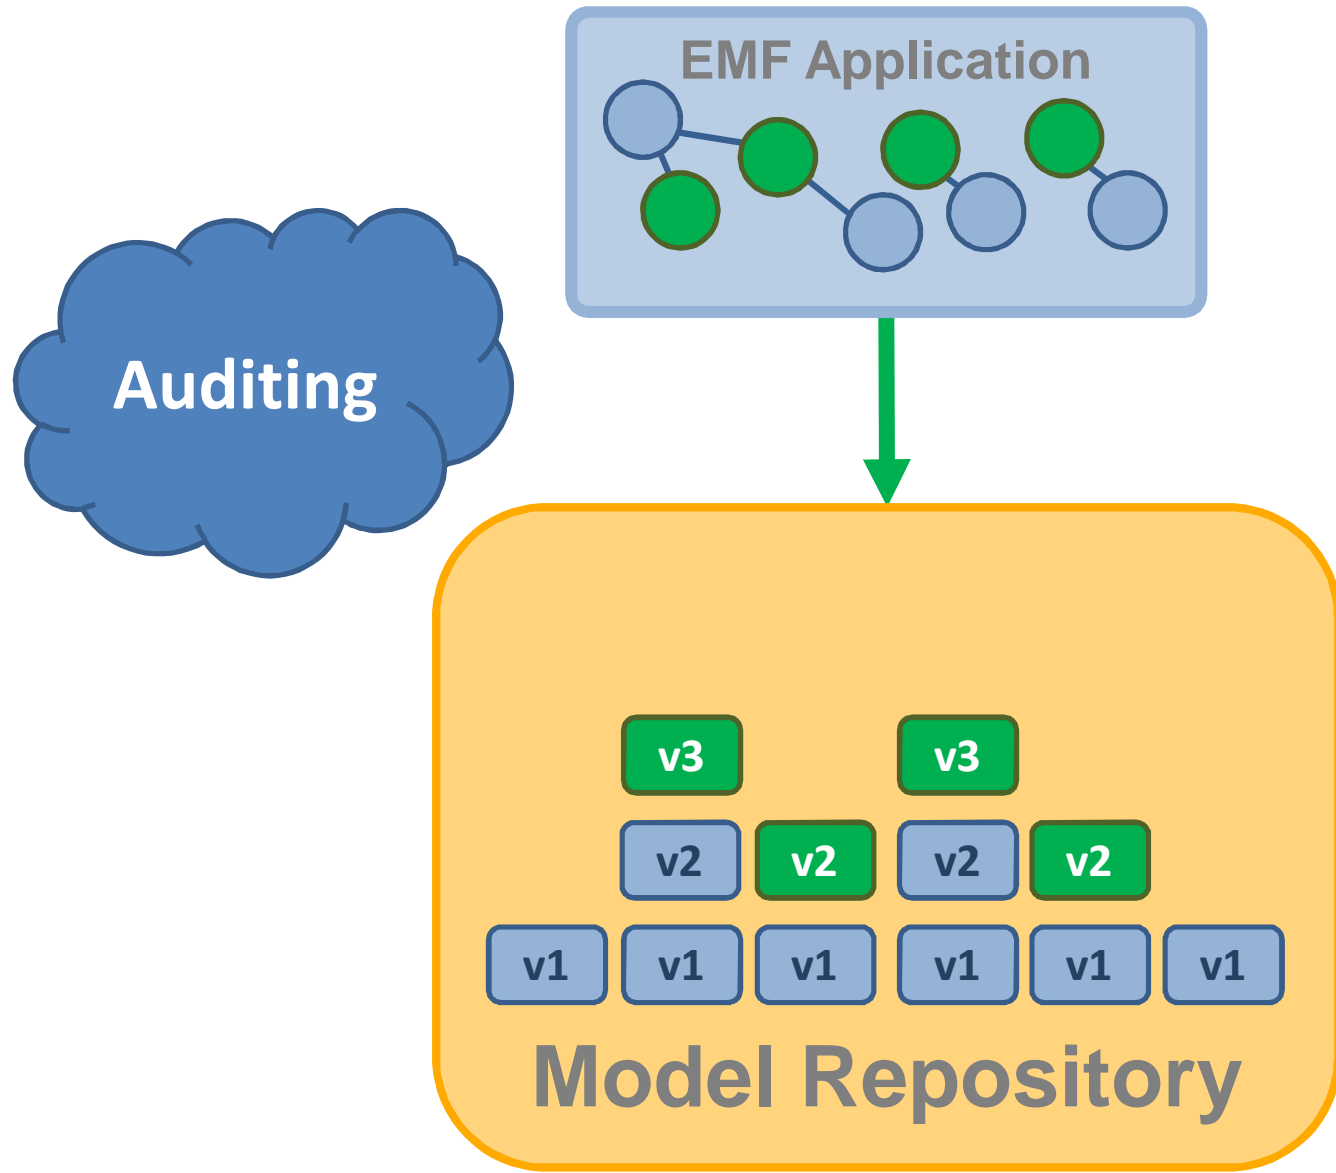 EMF Application
Auditing
v3 v3
v2 v2 v2 v2
v1 v1 v1 v1 v1 v1
Model Repository